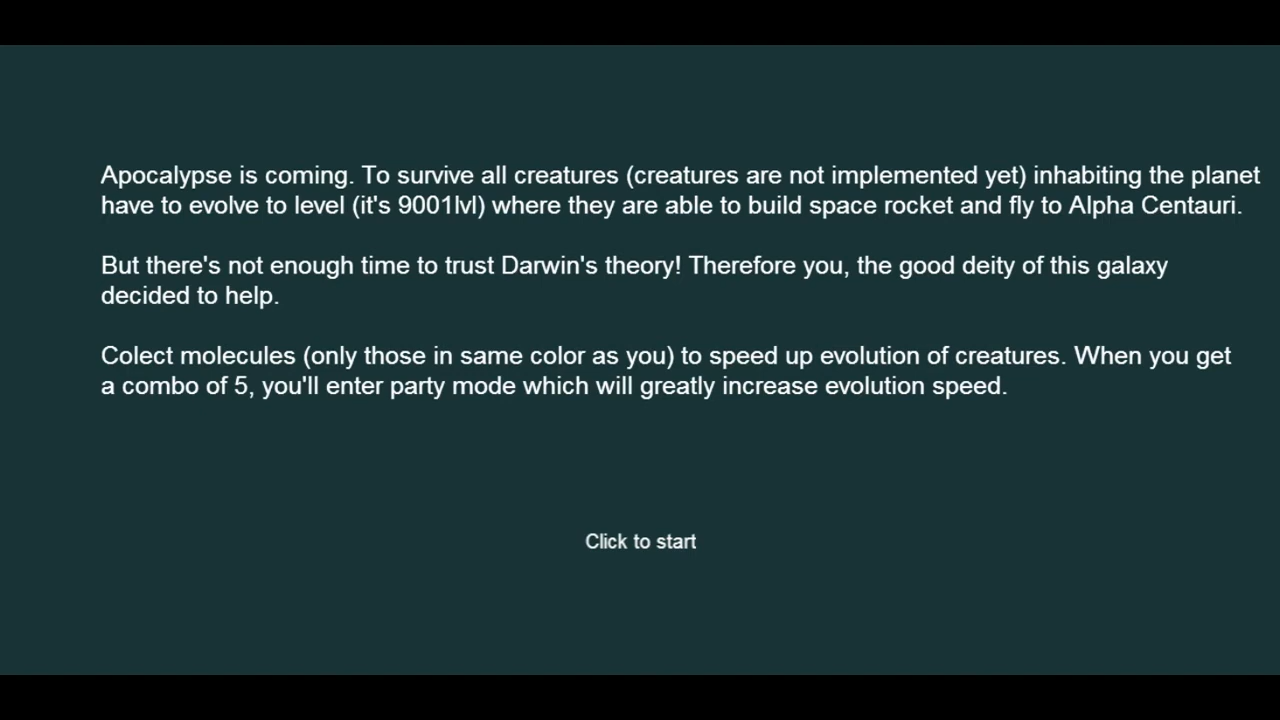 Apocalypse is coming. To survive all creatures (creatures are not implemented yet) inhabiting the planet
have to evolve to level (it's 9001lvl) where they are able to build space rocket and fly to Alpha Centauri.
But there's not enough time to trust Darwin's theory! Therefore you, the good deity of this galaxy
decided to help.
Colect molecules (only those in same color as you) to speed up evolution of creatures. When you get
a combo of 5, you'll enter party mode which will greatly increase evolution speed.
Click to start